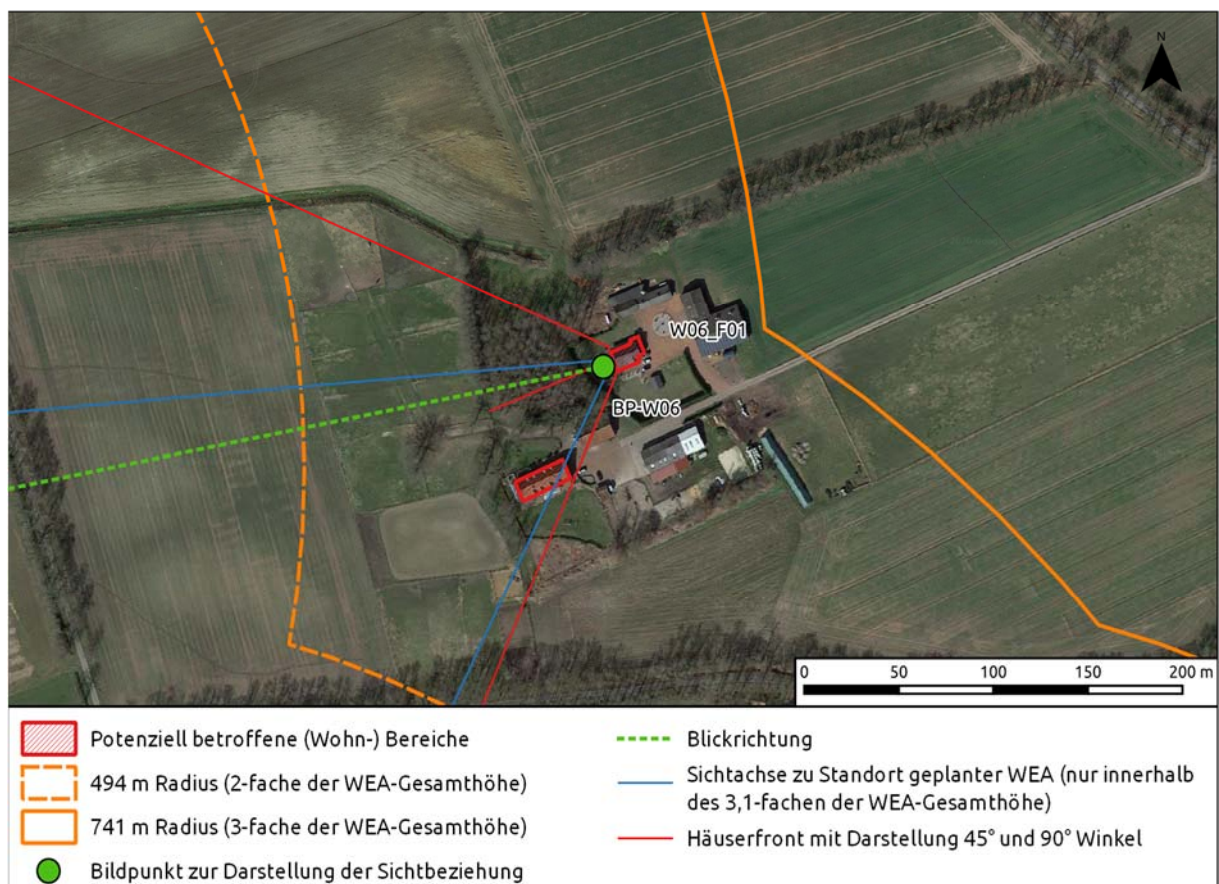 N
W06_F01
BP-W06
0 50 100 150 200 m
Potenziell betroffene (Wohn-) Bereiche
494 m Radius (2-fache der WEA-Gesamthöhe)
741 m Radius (3-fache der WEA-Gesamthöhe)
Bildpunkt zur Darstellung der Sichtbeziehung
Blickrichtung
Sichtachse zu Standort geplanter WEA (nur innerhalb
des 3,1-fachen der WEA-Gesamthöhe)
Häuserfront mit Darstellung 45° und 90° Winkel